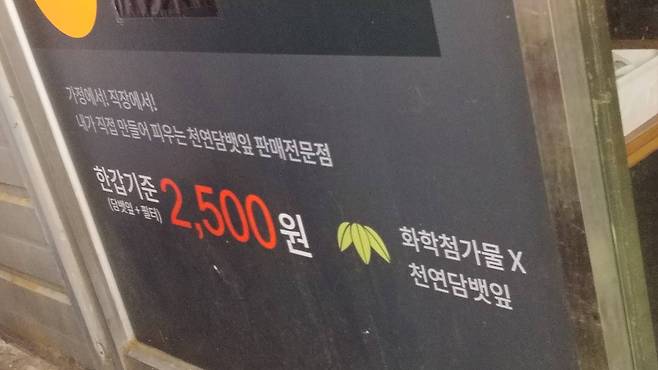 가정에서! 직장에서!
내가 직접 만들어 피우는 천연담뱃잎 판매전문점
한갑기준 2,500원
(담뱃잎+필터)
화학첨가물 X
천연담뱃잎